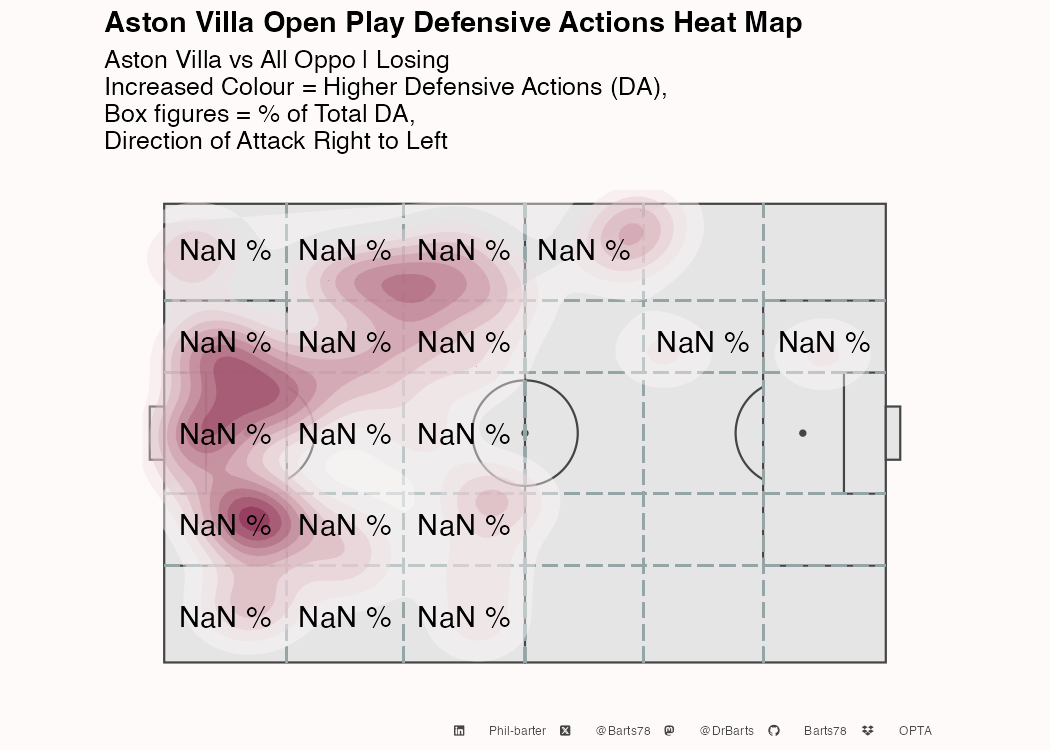 Aston Villa Open Play Defensive Actions Heat Map
Aston Villa vs All Oppo | Losing
Increased Colour = Higher Defensive Actions (DA),
Box figures = % of Total DA,
Direction of Attack Right to Left
NaN % NaN % NaN % NaN %
NaN % NaN % NaN % NaN % NaN %
NaN % NaN % NaN %
NaN % NaN % NaN %
NaN % NaN % NaN %
Phil-barter @Barts78 @DrBarts Barts78 OPTA